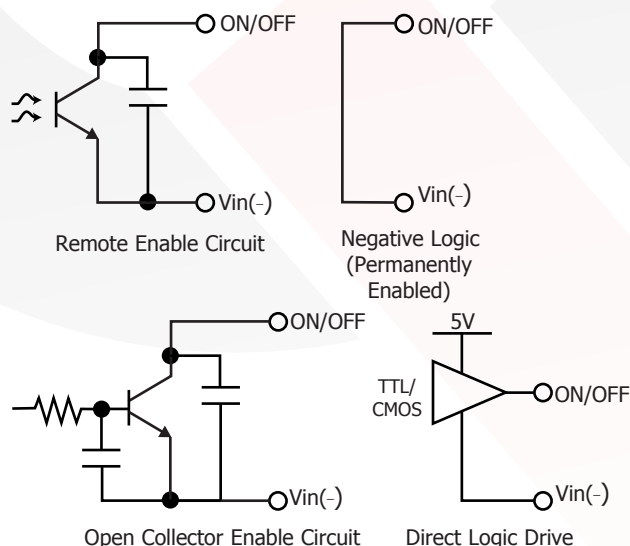 ON/OFF
Vin(-)
Remote Enable Circuit
ON/OFF
Vin(-)
Negative Logic
(Permanently
Enabled)
ON/OFF
Vin(-)
Open Collector Enable Circuit
5V
TTL/
CMOS
ON/OFF
Vin(-)
Direct Logic Drive